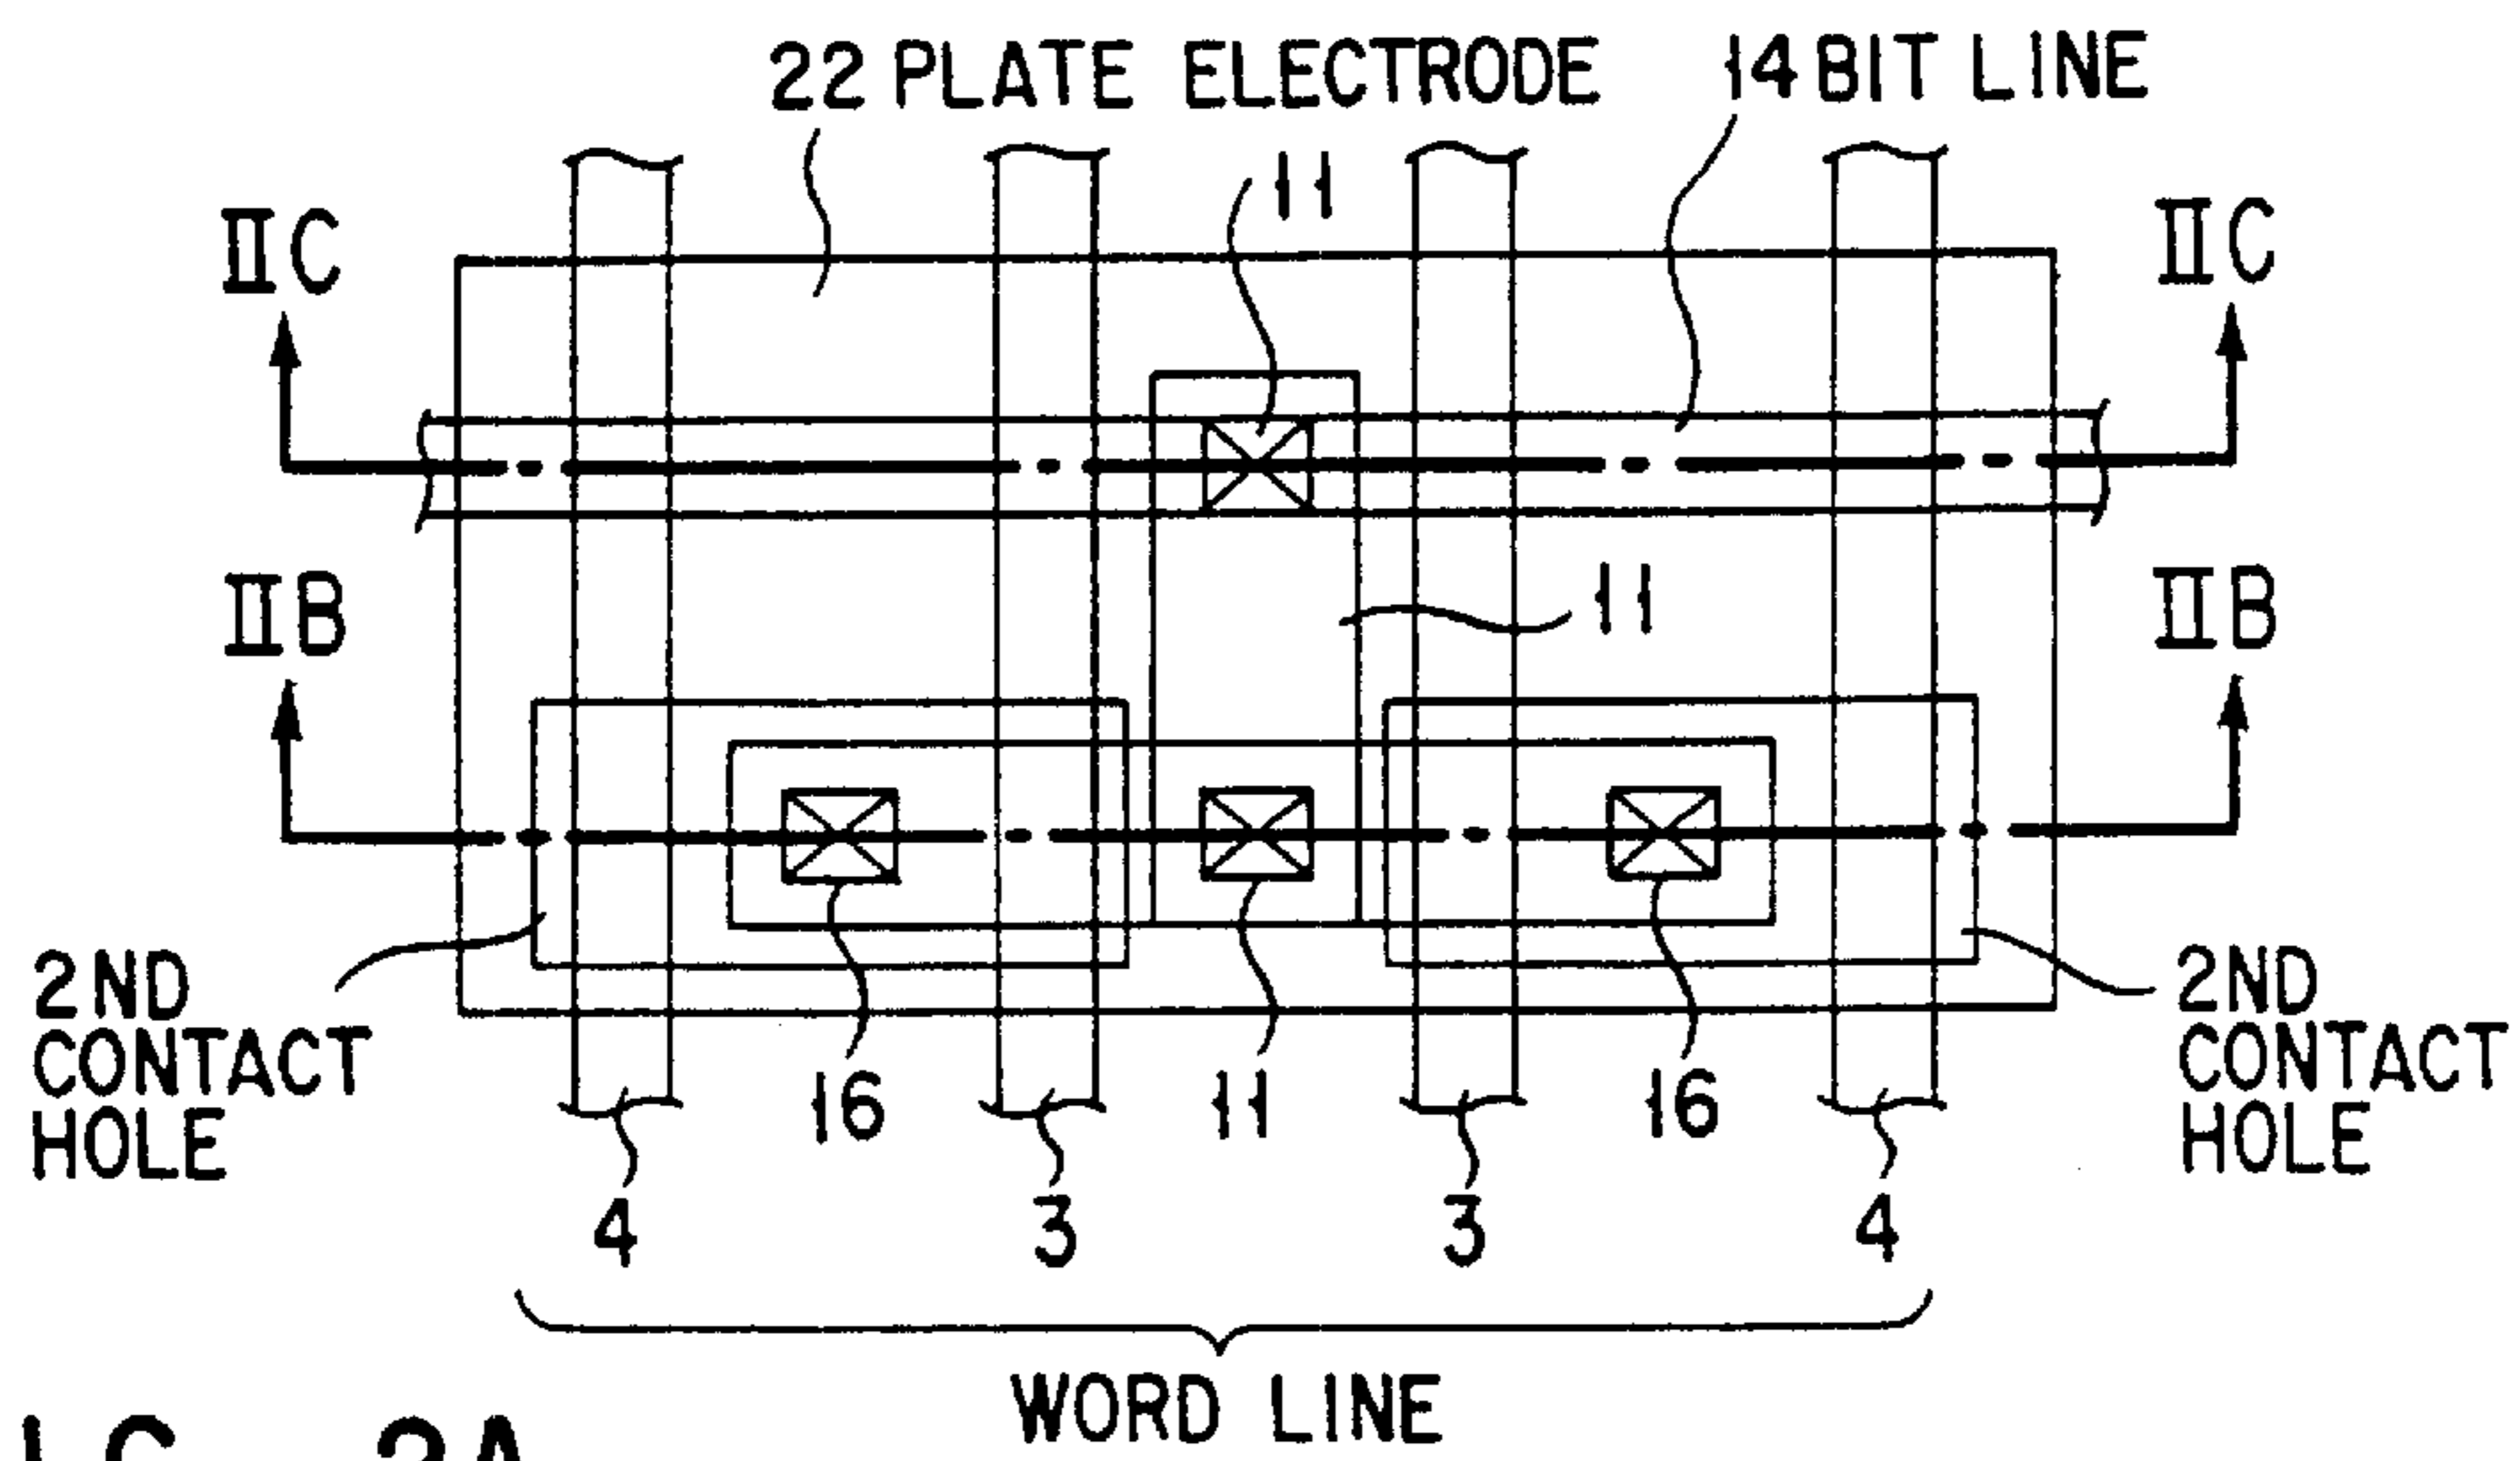 22 PLATE ELECTRODE 14 BIT LINE
11
IIC IIC
11
IIB IIB
2ND CONTACT HOLE
2ND CONTACT HOLE
16 11 16
4 3 3 4
WORD LINE